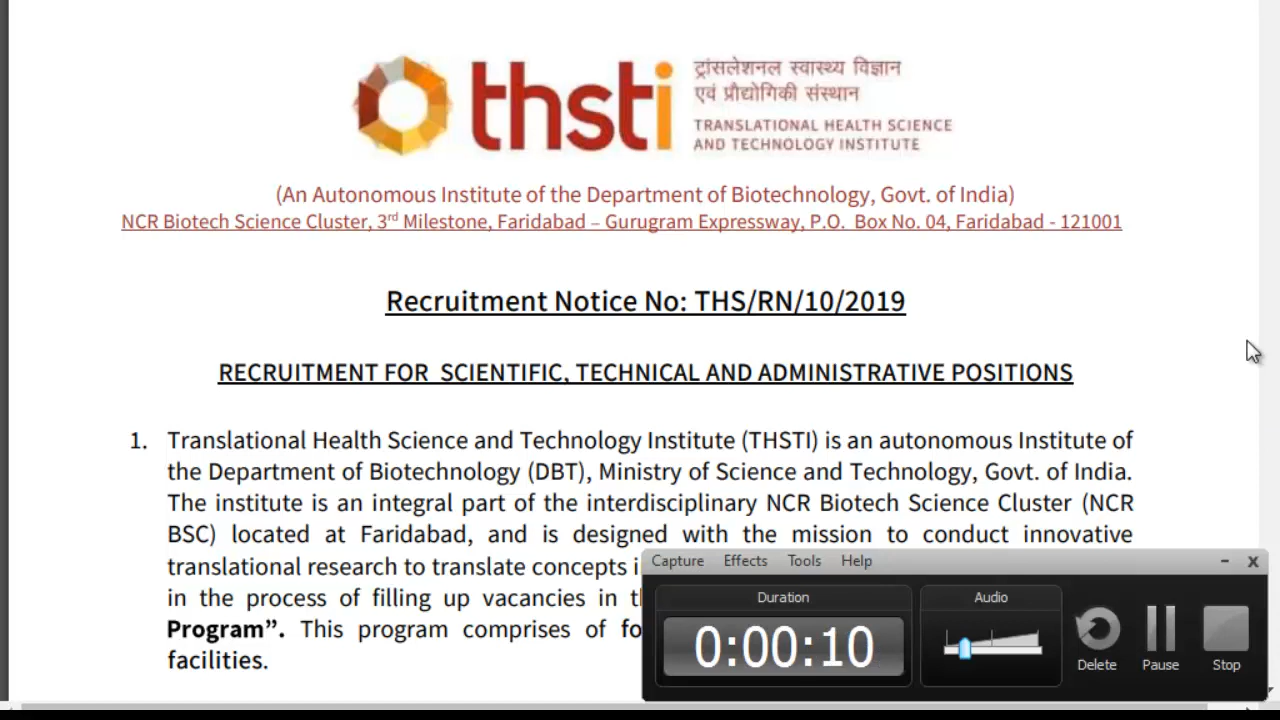 thsti
ट्रांसलेशनल स्वास्थ्य विज्ञान
एवं प्रौद्योगिकी संस्थान
TRANSLATIONAL HEALTH SCIENCE
AND TECHNOLOGY INSTITUTE
(An Autonomous Institute of the Department of Biotechnology, Govt. of India)
NCR Biotech Science Cluster, 3rd Milestone, Faridabad – Gurugram Expressway, P.O. Box No. 04, Faridabad - 121001
Recruitment Notice No: THS/RN/10/2019
RECRUITMENT FOR SCIENTIFIC, TECHNICAL AND ADMINISTRATIVE POSITIONS
1. Translational Health Science and Technology Institute (THSTI) is an autonomous Institute of
the Department of Biotechnology (DBT), Ministry of Science and Technology, Govt. of India.
The institute is an integral part of the interdisciplinary NCR Biotech Science Cluster (NCR
BSC) located at Faridabad, and is designed with the mission to conduct innovative
translational research to translate concepts
in the process of filling up vacancies in
Program”. This program comprises of
facilities.
Capture Effects Tools Help
Duration
Audio
0:00:10
Delete Pause Stop